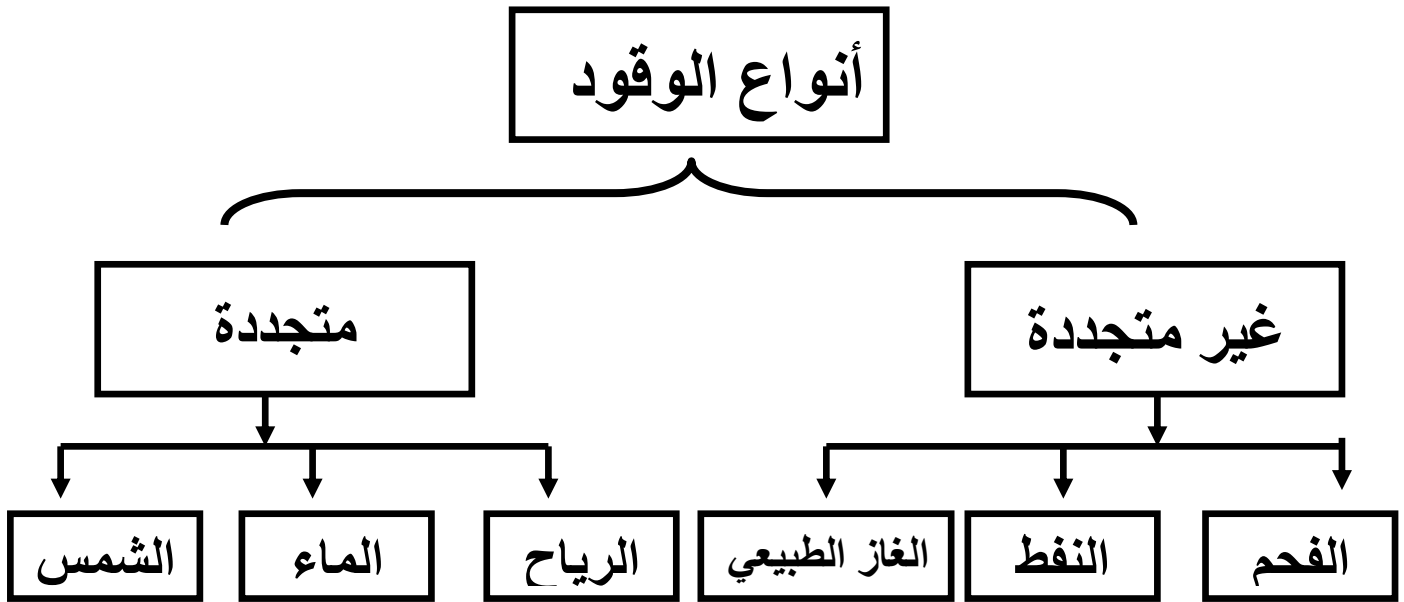 أنواع الوقود
غير متجددة
متجددة
الفحم
النفط
الغاز الطبيعي
الرياح
الماء
الشمس